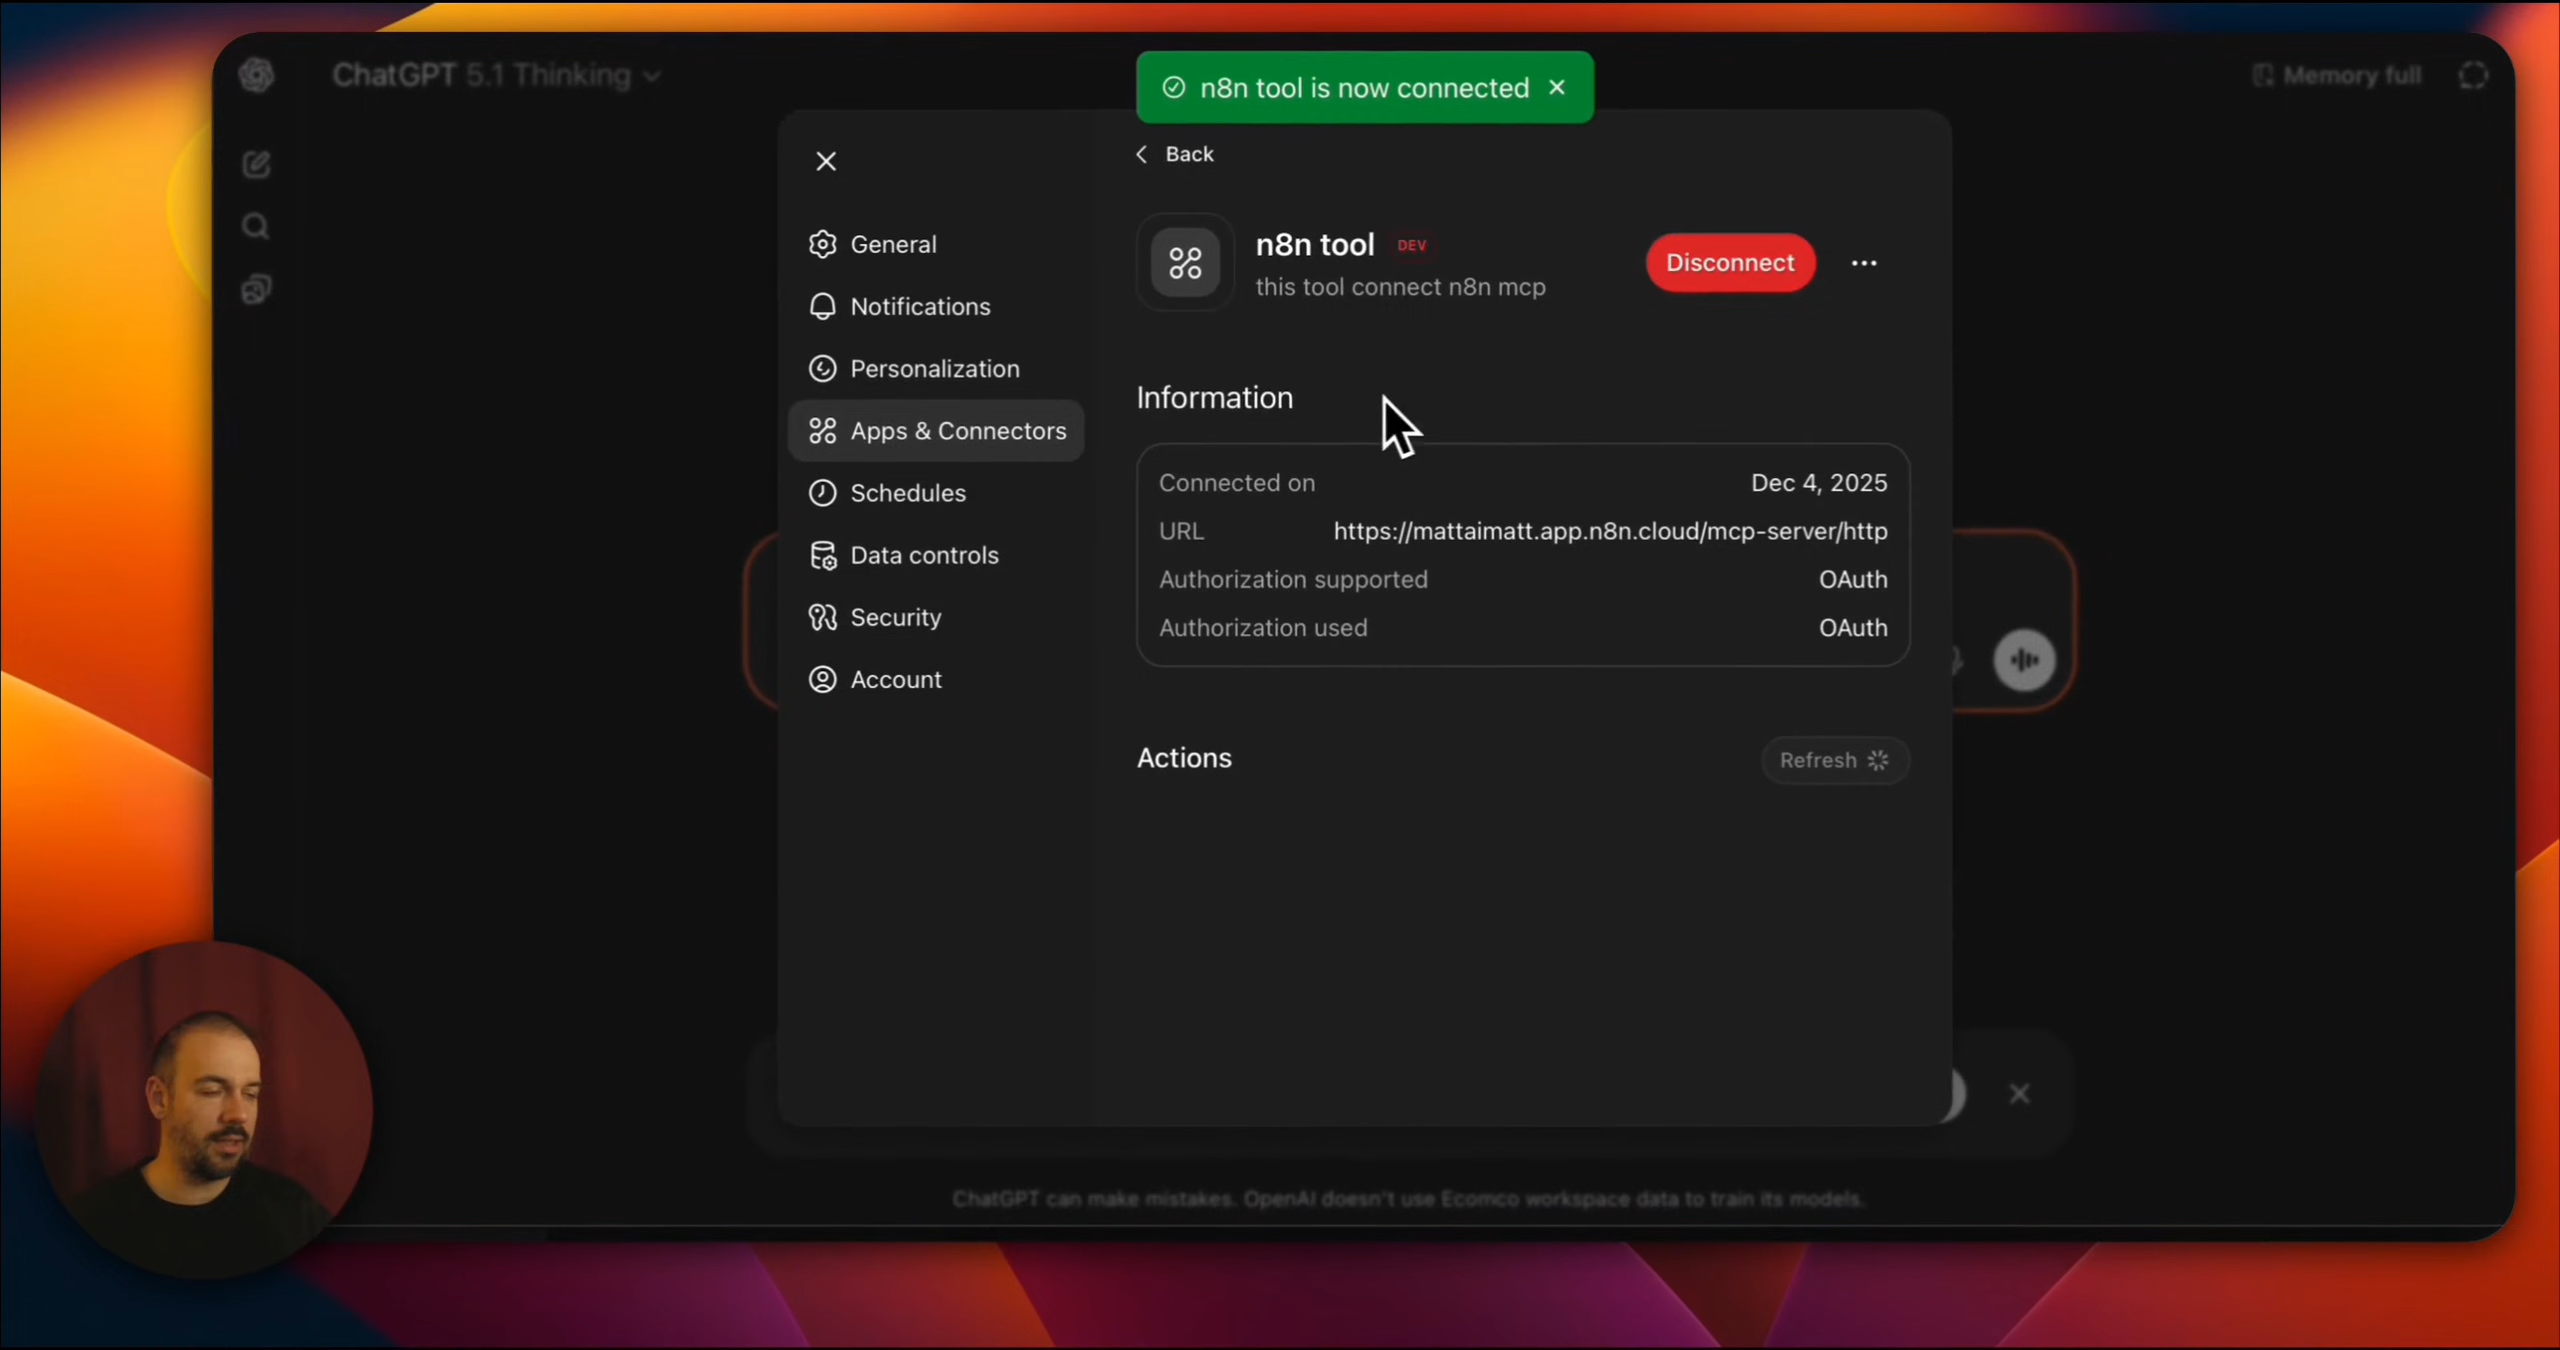 ChatGPT 5.1 Thinking
n8n tool is now connected
Memory full
Back
General
Notifications
Personalization
Apps & Connectors
Schedules
Data controls
Security
Account
n8n tool DEV
this tool connect n8n mcp
Disconnect
Information
Connected on Dec 4, 2025
URL https://mattaimatt.app.n8n.cloud/mcp-server/http
Authorization supported OAuth
Authorization used OAuth
Actions
Refresh
ChatGPT can make mistakes. OpenAI doesn't use Ecomco workspace data to train its models.